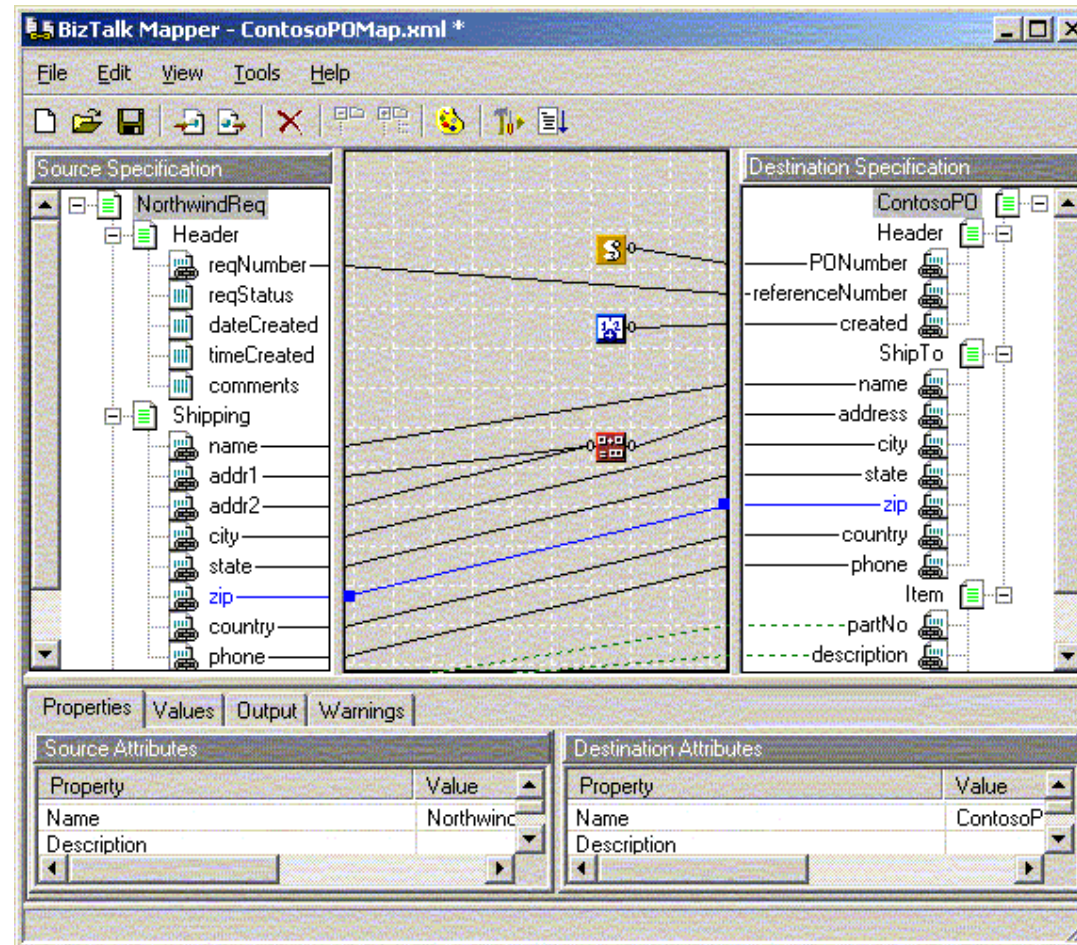 BizTalk Mapper - ContosoPOMap.xml *
File Edit View Tools Help
Source Specification
NorthwindReq
Header
reqNumber
reqStatus
dateCreated
timeCreated
comments
Shipping
name
addr1
addr2
city
state
zip
country
phone
Destination Specification
ContosoPO
Header
PONumber
referenceNumber
created
ShipTo
name
address
city
state
zip
country
phone
Item
partNo
description
Properties Values Output Warnings
Source Attributes
Property Value
Name Northwind
Description
Destination Attributes
Property Value
Name ContosoP
Description